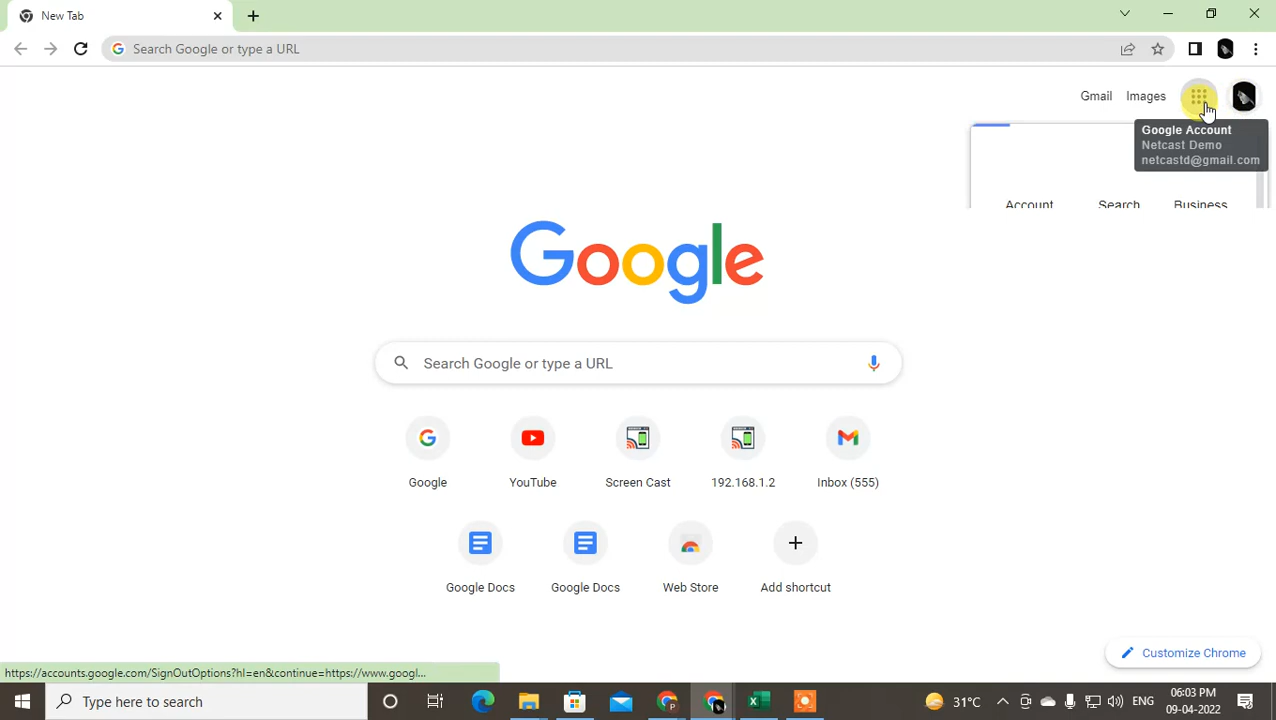 New Tab
Search Google or type a URL
Gmail Images
Google Account
Netcast Demo
netcastd@gmail.com
Account Search Business
Google
Search Google or type a URL
Google YouTube Screen Cast 192.168.1.2 Inbox (555)
Google Docs Google Docs Web Store Add shortcut
Customize Chrome
https://accounts.google.com/SignOutOptions?hl=en&continue=https://www.googl...
Type here to search
31°C ENG 06:03 PM
09-04-2022